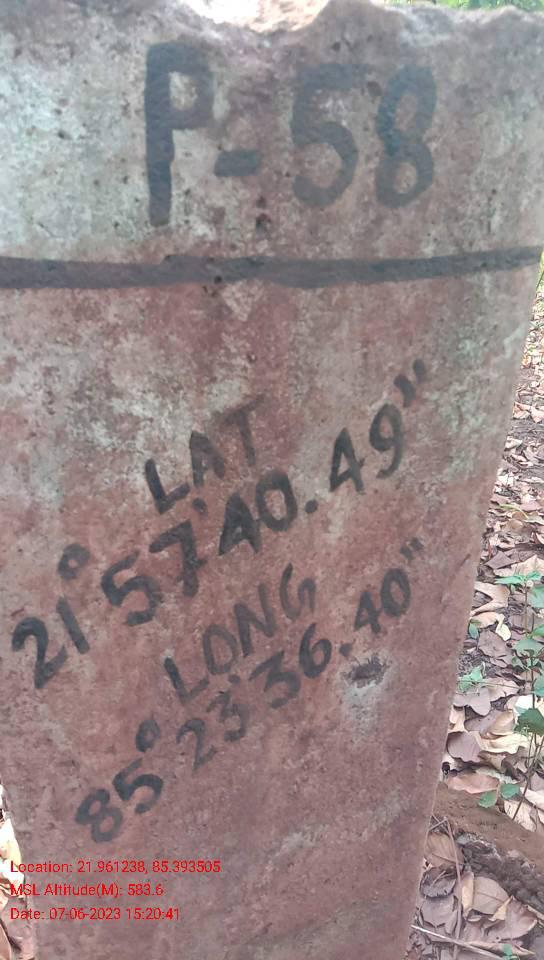 P-58
LAT
21°57'40.49"
LONG
85°23'36.40"
Location: 21.961238, 85.393505
MSL Altitude(M): 583.6
Date: 07-06-2023 15:20:41